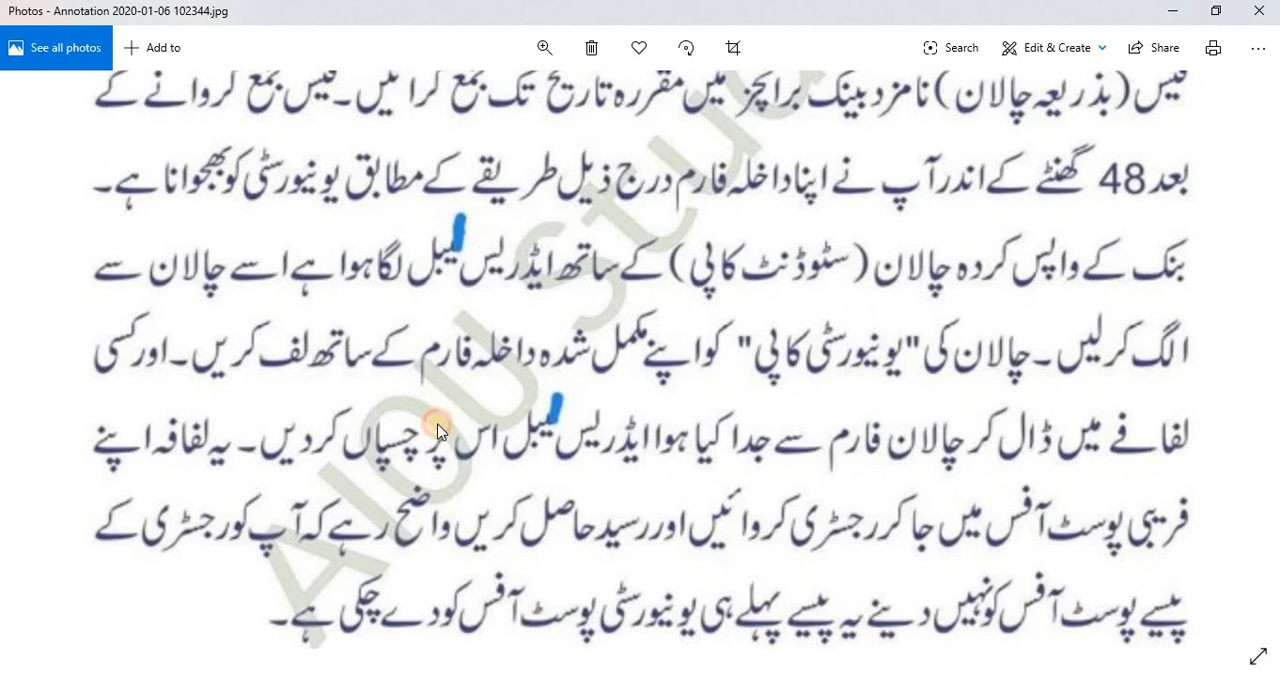 Photos - Annotation 2020-01-06 102344.jpg
See all photos
Add to
Search
Edit & Create
Share
فیس (بذریعہ چالان) نامزد بینک برانچز میں مقررہ تاریخ تک جمع کرائیں۔ فیس جمع کروانے کے
بعد 48 گھنٹے کے اندر آپ نے اپنا داخلہ فارم درج ذیل طریقے کے مطابق یونیورسٹی کو بھجوانا ہے۔
بنک کے واپس کردہ چالان (سٹوڈنٹ کاپی) کے ساتھ ایڈریس لیبل لگا ہوا ہے اسے چالان سے
الگ کرلیں۔ چالان کی "یونیورسٹی کاپی" کو اپنے مکمل شدہ داخلہ فارم کے ساتھ لف کریں۔ اور کسی
لفافے میں ڈال کر چالان فارم سے جدا کیا ہوا ایڈریس لیبل اس پر چسپاں کردیں۔ یہ لفافہ اپنے
قریبی پوسٹ آفس میں جا کر رجسٹری کروائیں اور رسید حاصل کریں واضح رہے کہ آپ کو رجسٹری کے
پیسے پوسٹ آفس کو نہیں دینے یہ پیسے پہلے ہی یونیورسٹی پوسٹ آفس کو دے چکی ہے۔
AIOU Stud